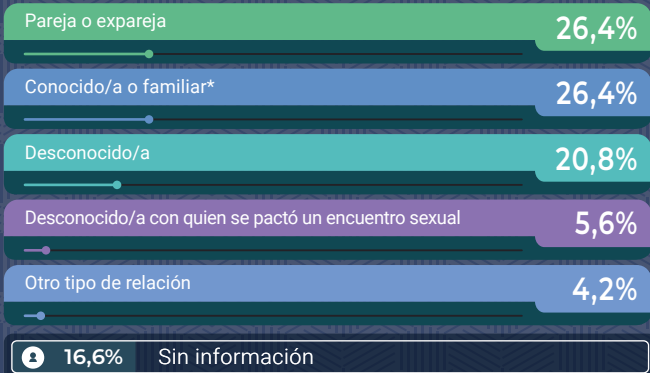 Pareja o expareja 26,4%
Conocido/a o familiar* 26,4%
Desconocido/a 20,8%
Desconocido/a con quien se pactó un encuentro sexual 5,6%
Otro tipo de relación 4,2%
16,6% Sin información